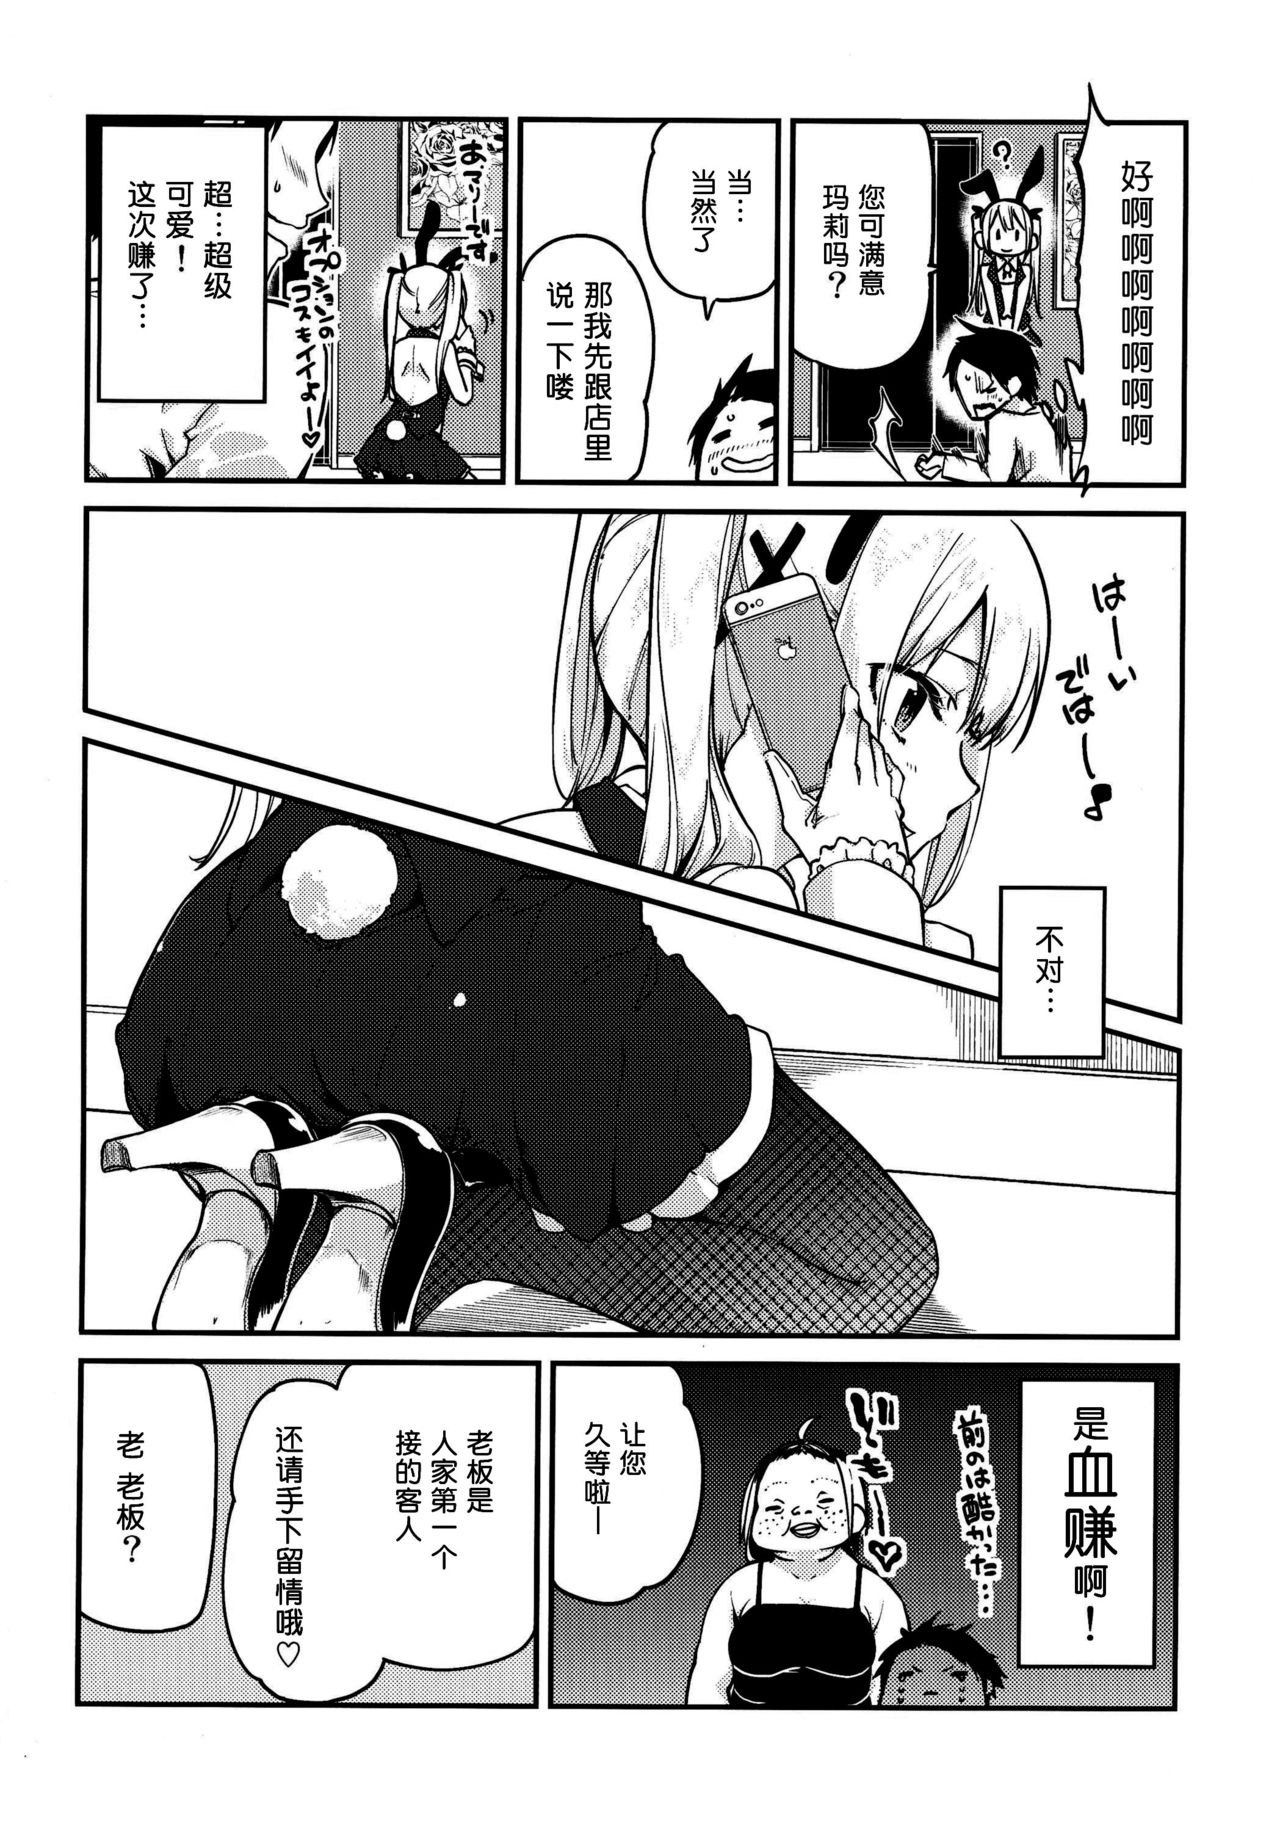 好啊啊啊啊啊啊啊
您可满意
玛莉吗？
？
当…
当然了
那我先跟店里
说一下喽
あ、マリーです。
オプションの
コスもイイよー♡
超…超级
可爱！
这次赚了…
はーい
ではー♪
不对…
是血赚啊！
前のは酷かった…
どーもー♡
让您
久等啦—
老板是
人家第一个
接的客人
还请手下留情哦♡
老 老板？